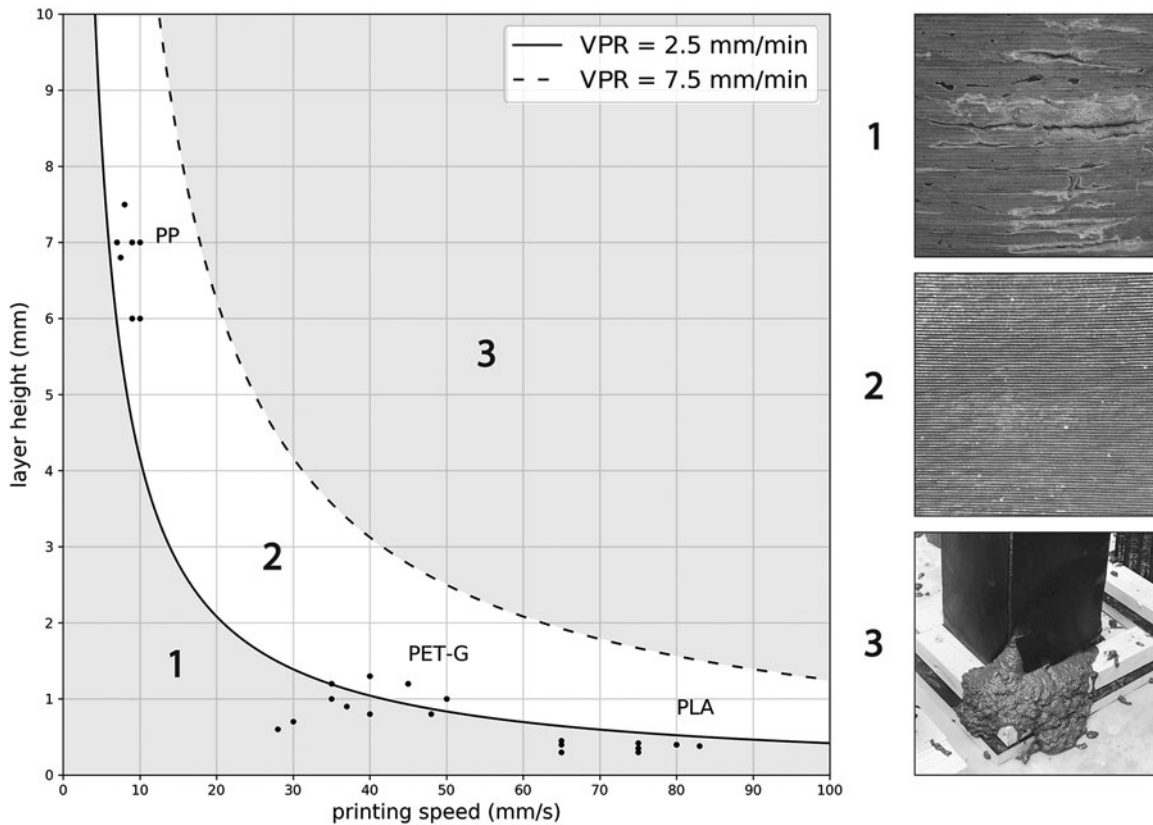 VPR = 2.5 mm/min
VPR = 7.5 mm/min
10
9
8
7
6
5
4
3
2
1
0
layer height (mm)
PP
3
2
1
PET-G
PLA
0 10 20 30 40 50 60 70 80 90 100
printing speed (mm/s)
1
2
3